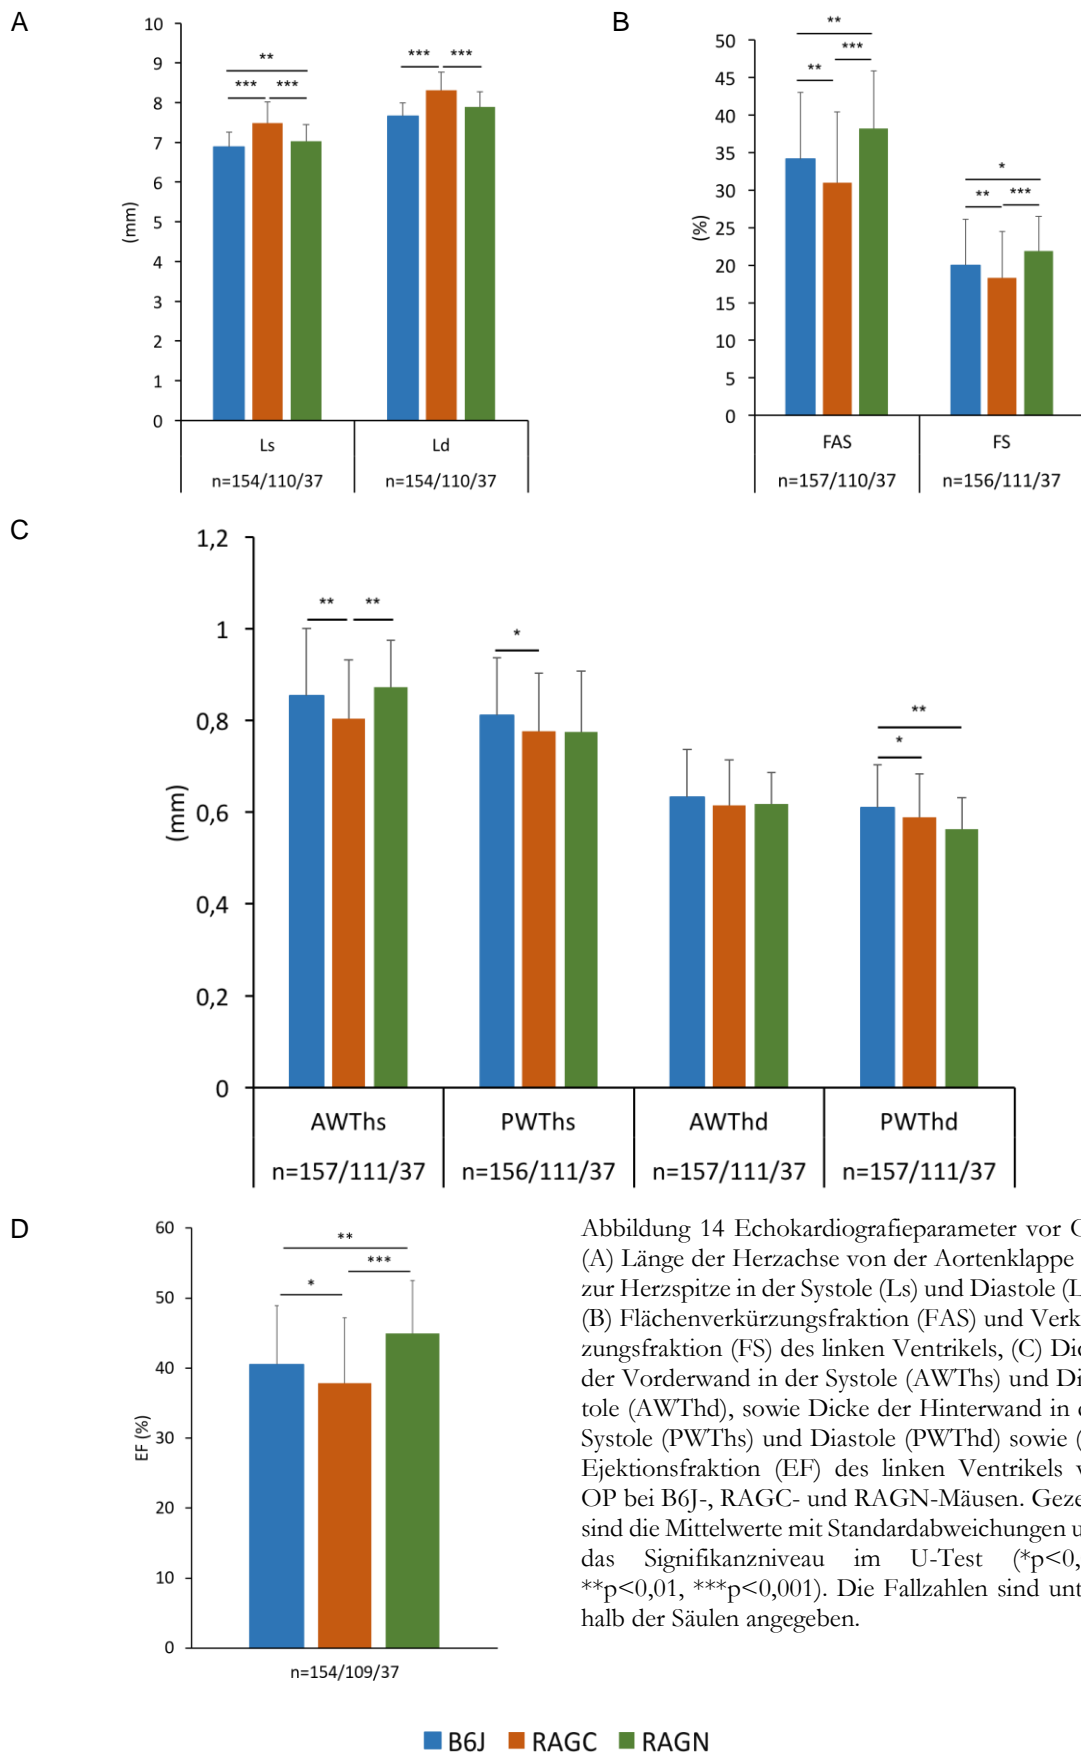 A
10
9
8
7
6
5
4
3
2
1
0
(mm)
**
*** ***
*** ***
Ls Ld
n=154/110/37 n=154/110/37
B
50
45
40
35
30
25
20
15
10
5
0
(%)
**
** ***
*
** ***
FAS FS
n=157/110/37 n=156/111/37
C
1,2
1
0,8
0,6
0,4
0,2
0
(mm)
** **
*
**
*
AWThs PWThs AWThd PWThd
n=157/111/37 n=156/111/37 n=157/111/37 n=157/111/37
D
60
50
40
30
20
10
0
EF (%)
**
* ***
n=154/109/37
Abbildung 14 Echokardiografieparameter vor
(A) Länge der Herzachse von der Aortenklappe
zur Herzspitze in der Systole (Ls) und Diastole
(B) Flächenverkürzungsfraktion (FAS) und Verk
zungsfraktion (FS) des linken Ventrikels, (C) Dic
der Vorderwand in der Systole (AWThs) und Di
tole (AWThd), sowie Dicke der Hinterwand in
Systole (PWThs) und Diastole (PWThd) sowie
Ejektionsfraktion (EF) des linken Ventrikels
OP bei B6J-, RAGC- und RAGN-Mäusen. Geze
sind die Mittelwerte mit Standardabweichungen
das Signifikanzniveau im U-Test (*p<0,
**p<0,01, ***p<0,001). Die Fallzahlen sind unt
halb der Säulen angegeben.
B6J RAGC RAGN